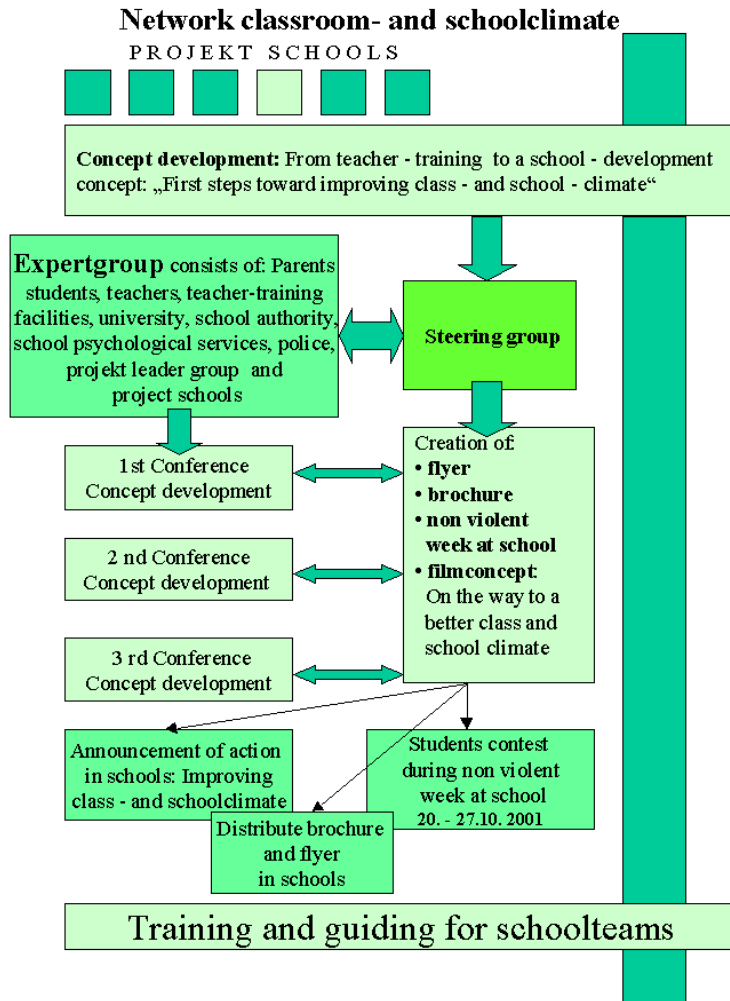 Network classroom- and schoolclimate
PROJEKT SCHOOLS
Concept development: From teacher - training to a school - development
concept: „First steps toward improving class - and school - climate“
Expertgroup consists of: Parents
students, teachers, teacher-training
facilities, university, school authority,
school psychological services, police,
projekt leader group and
project schools
Steering group
1st Conference
Concept development
2 nd Conference
Concept development
3 rd Conference
Concept development
Creation of:
• flyer
• brochure
• non violent
week at school
• filmconcept:
On the way to a
better class and
school climate
Announcement of action
in schools: Improving
class - and schoolclimate
Distribute brochure
and flyer
in schools
Students contest
during non violent
week at school
20. - 27.10. 2001
Training and guiding for schoolteams